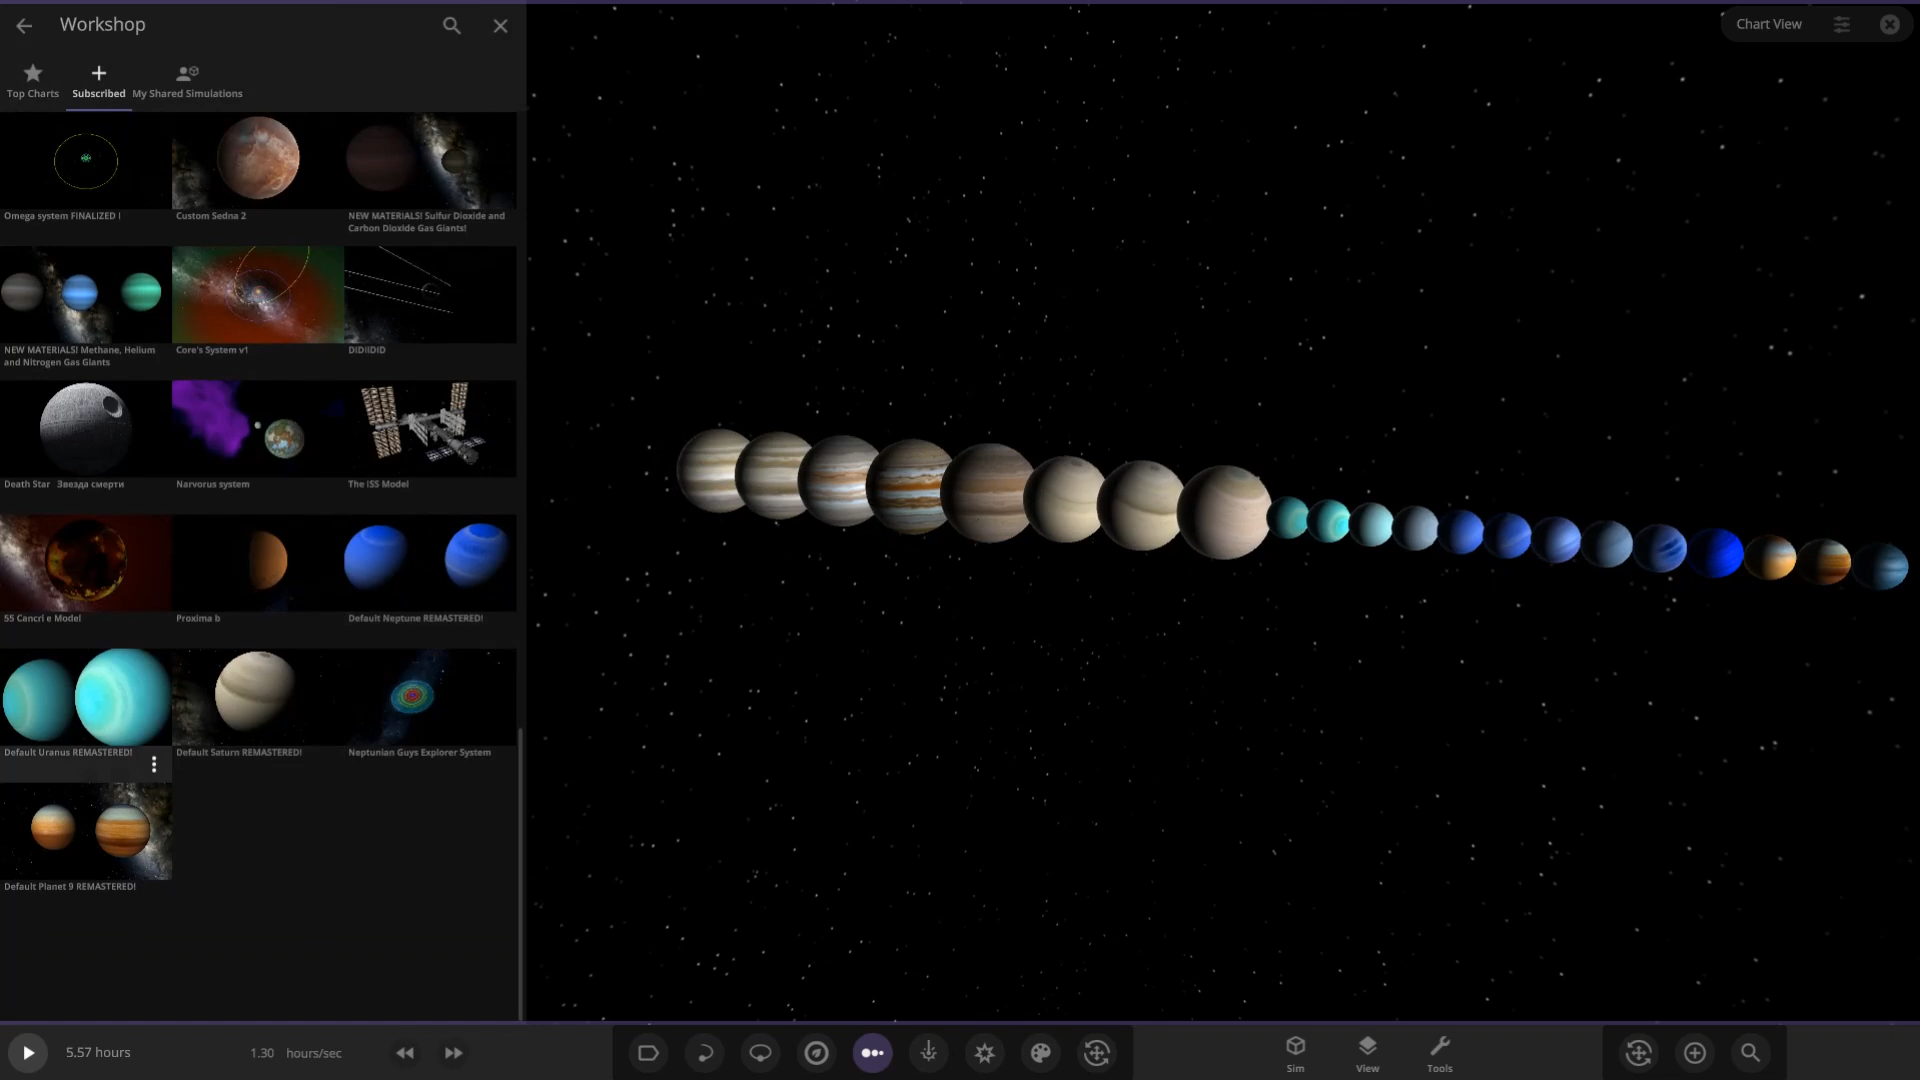 Workshop
Chart View
Top Charts
Subscribed
My Shared Simulations
Omega system FINALIZED !
Custom Sedna 2
NEW MATERIALS! Sulfur Dioxide and
Carbon Dioxide Gas Giants!
NEW MATERIALS! Methane, Helium
and Nitrogen Gas Giants
Core's System v1
DIDIIDID
Death Star Звезда смерти
Narvorus system
The ISS Model
55 Cancri e Model
Proxima b
Default Neptune REMASTERED!
Default Uranus REMASTERED!
Default Saturn REMASTERED!
Neptunian Guys Explorer System
Default Planet 9 REMASTERED!
5.57 hours
1.30 hours/sec
Sim
View
Tools